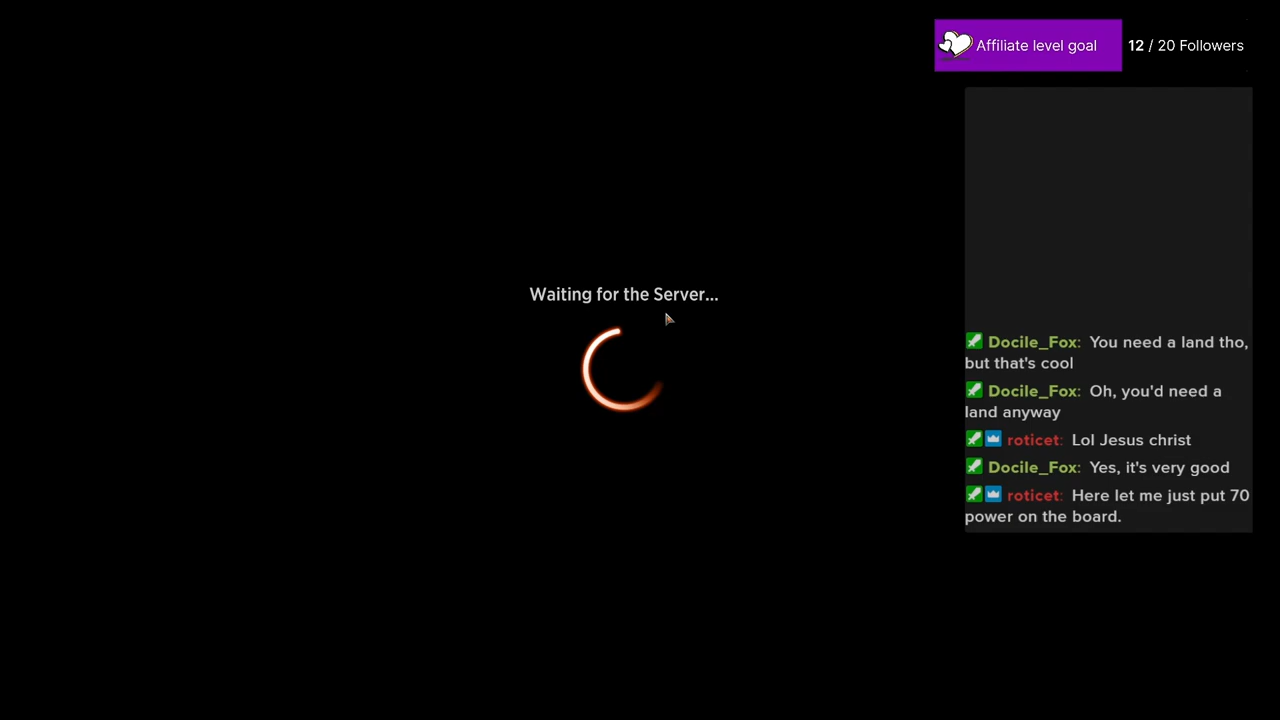 Affiliate level goal 12 / 20 Followers
Waiting for the Server...
Docile_Fox: You need a land tho,
but that's cool
Docile_Fox: Oh, you'd need a
land anyway
roticet: Lol Jesus christ
Docile_Fox: Yes, it's very good
roticet: Here let me just put 70
power on the board.